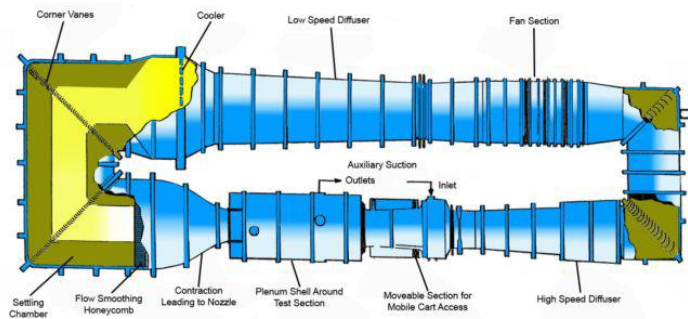 Corner Vanes
Cooler
Low Speed Diffuser
Fan Section
Auxiliary Suction
Outlets
Inlet
Settling
Chamber
Flow Smoothing
Honeycomb
Contraction
Leading to Nozzle
Plenum Shell Around
Test Section
Moveable Section for
Mobile Cart Access
High Speed Diffuser